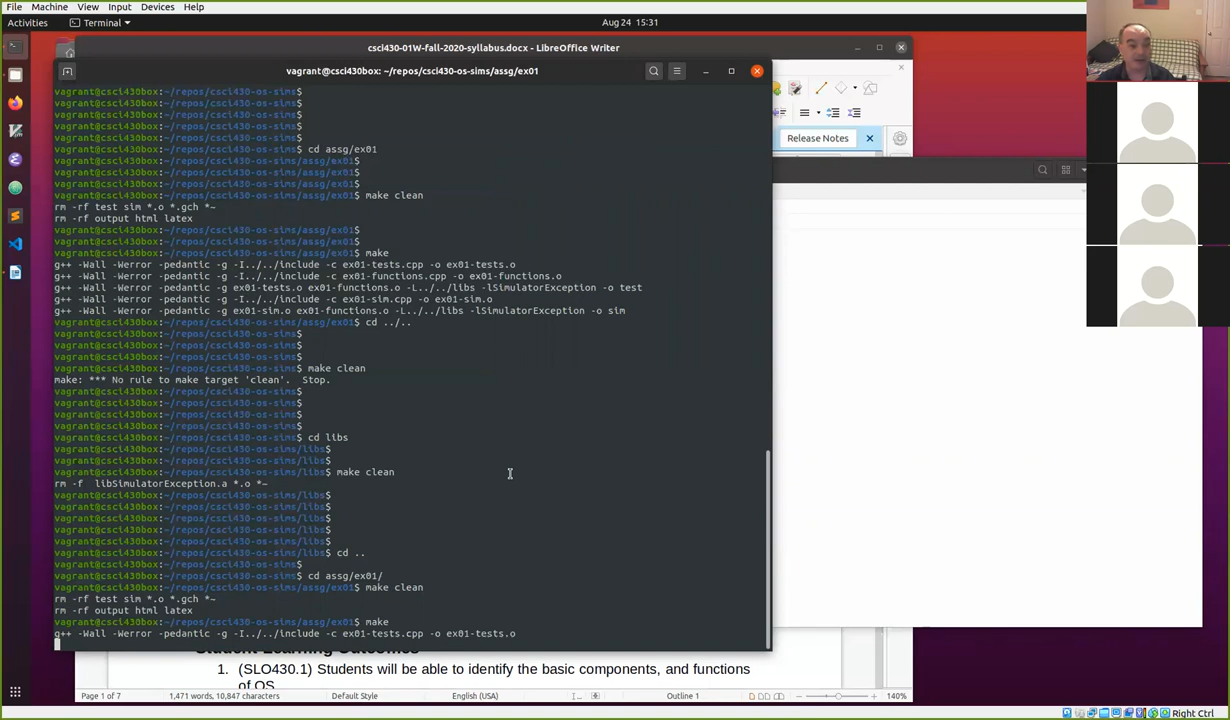 File Machine View Input Devices Help
Activities Terminal Aug 24 15:31
csci430-01W-fall-2020-syllabus.docx - LibreOffice Writer
vagrant@csci430box: ~/repos/csci430-os-sims/assg/ex01
Release Notes
vagrant@csci430box:~/repos/csci430-os-sims$
vagrant@csci430box:~/repos/csci430-os-sims$
vagrant@csci430box:~/repos/csci430-os-sims$
vagrant@csci430box:~/repos/csci430-os-sims$
vagrant@csci430box:~/repos/csci430-os-sims$
vagrant@csci430box:~/repos/csci430-os-sims$ cd assg/ex01
vagrant@csci430box:~/repos/csci430-os-sims/assg/ex01$
vagrant@csci430box:~/repos/csci430-os-sims/assg/ex01$
vagrant@csci430box:~/repos/csci430-os-sims/assg/ex01$
vagrant@csci430box:~/repos/csci430-os-sims/assg/ex01$ make clean
rm -rf test sim *.o *.gch *~
rm -rf output html latex
vagrant@csci430box:~/repos/csci430-os-sims/assg/ex01$
vagrant@csci430box:~/repos/csci430-os-sims/assg/ex01$
vagrant@csci430box:~/repos/csci430-os-sims/assg/ex01$ make
g++ -Wall -Werror -pedantic -g -I../../include -c ex01-tests.cpp -o ex01-tests.o
g++ -Wall -Werror -pedantic -g -I../../include -c ex01-functions.cpp -o ex01-functions.o
g++ -Wall -Werror -pedantic -g ex01-tests.o ex01-functions.o -L../../libs -lSimulatorException -o test
g++ -Wall -Werror -pedantic -g -I../../include -c ex01-sim.cpp -o ex01-sim.o
g++ -Wall -Werror -pedantic -g ex01-sim.o ex01-functions.o -L../../libs -lSimulatorException -o sim
vagrant@csci430box:~/repos/csci430-os-sims/assg/ex01$ cd ../..
vagrant@csci430box:~/repos/csci430-os-sims$
vagrant@csci430box:~/repos/csci430-os-sims$
vagrant@csci430box:~/repos/csci430-os-sims$
vagrant@csci430box:~/repos/csci430-os-sims$ make clean
make: *** No rule to make target 'clean'. Stop.
vagrant@csci430box:~/repos/csci430-os-sims$
vagrant@csci430box:~/repos/csci430-os-sims$
vagrant@csci430box:~/repos/csci430-os-sims$
vagrant@csci430box:~/repos/csci430-os-sims$
vagrant@csci430box:~/repos/csci430-os-sims$ cd libs
vagrant@csci430box:~/repos/csci430-os-sims/libs$
vagrant@csci430box:~/repos/csci430-os-sims/libs$
vagrant@csci430box:~/repos/csci430-os-sims/libs$ make clean
rm -f libSimulatorException.a *.o *~
vagrant@csci430box:~/repos/csci430-os-sims/libs$
vagrant@csci430box:~/repos/csci430-os-sims/libs$
vagrant@csci430box:~/repos/csci430-os-sims/libs$
vagrant@csci430box:~/repos/csci430-os-sims/libs$
vagrant@csci430box:~/repos/csci430-os-sims/libs$
vagrant@csci430box:~/repos/csci430-os-sims/libs$ cd ..
vagrant@csci430box:~/repos/csci430-os-sims$
vagrant@csci430box:~/repos/csci430-os-sims$ cd assg/ex01/
vagrant@csci430box:~/repos/csci430-os-sims/assg/ex01$ make clean
rm -rf test sim *.o *.gch *~
rm -rf output html latex
vagrant@csci430box:~/repos/csci430-os-sims/assg/ex01$ make
g++ -Wall -Werror -pedantic -g -I../../include -c ex01-tests.cpp -o ex01-tests.o
Student Learning Outcomes
1. (SLO430.1) Students will be able to identify the basic components, and functions
of OS
Page 1 of 7 1,471 words, 10,847 characters Default Style English (USA) Outline 1 140%
Right Ctrl